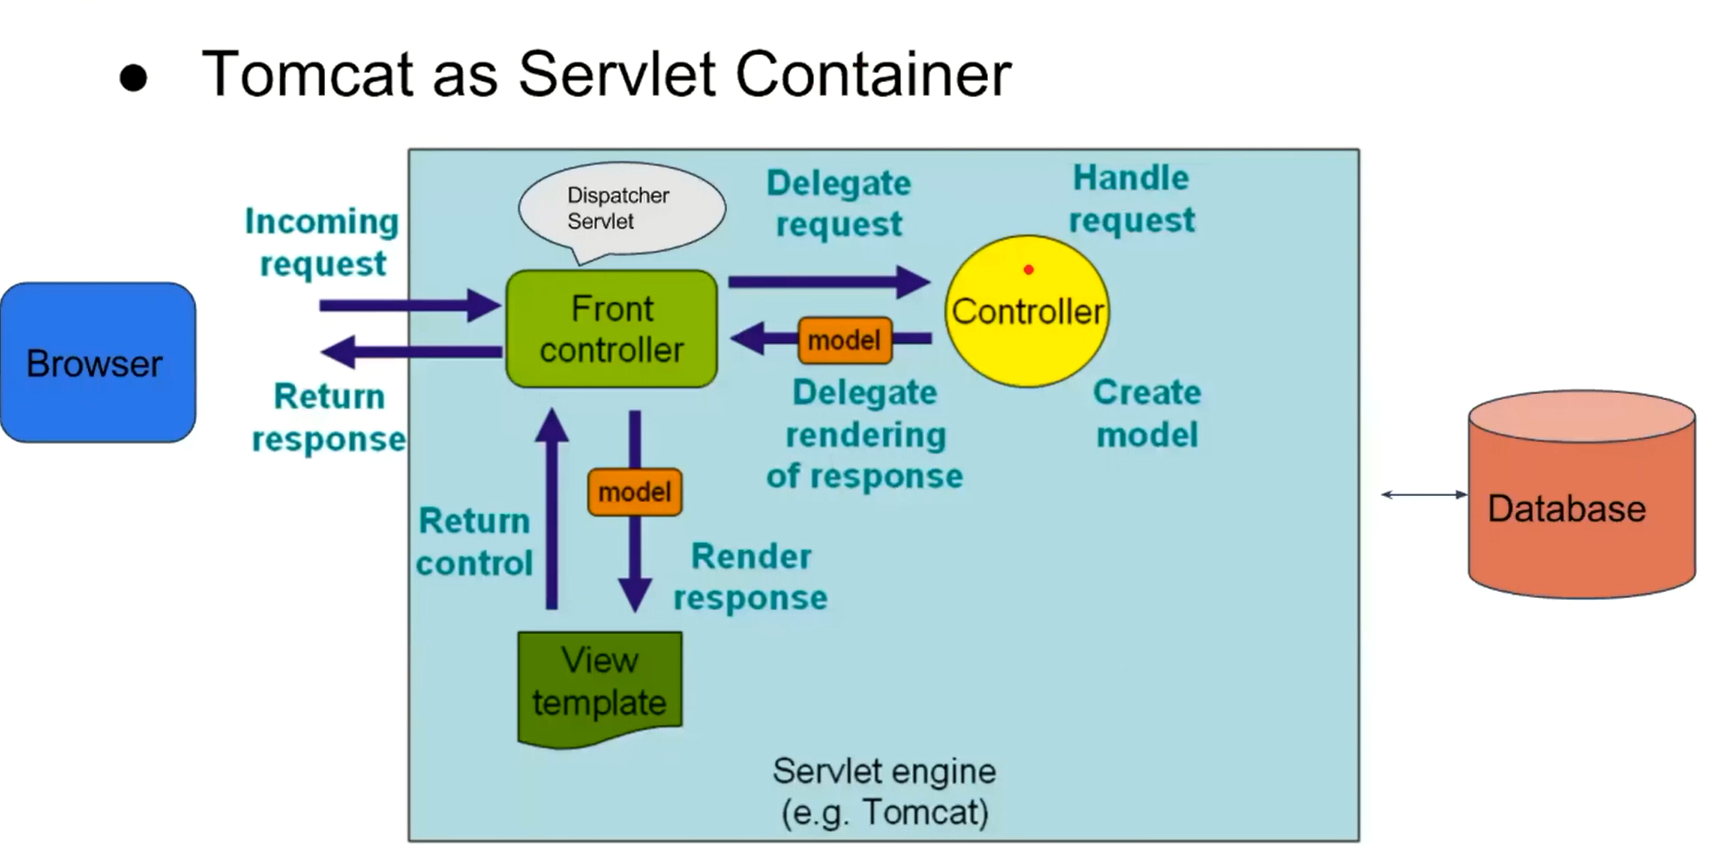 ● Tomcat as Servlet Container
Dispatcher
Servlet
Delegate
request
Handle
request
Incoming
request
Front
controller
Controller
model
Browser
Return
response
Delegate
rendering
of response
Create
model
model
Return
control
Render
response
Database
View
template
Servlet engine
(e.g. Tomcat)